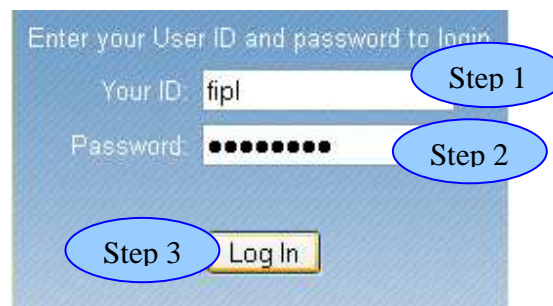 Enter your User ID and password to login
Your ID: fipl Step 1
Password: ●●●●●●●● Step 2
Step 3 Log In